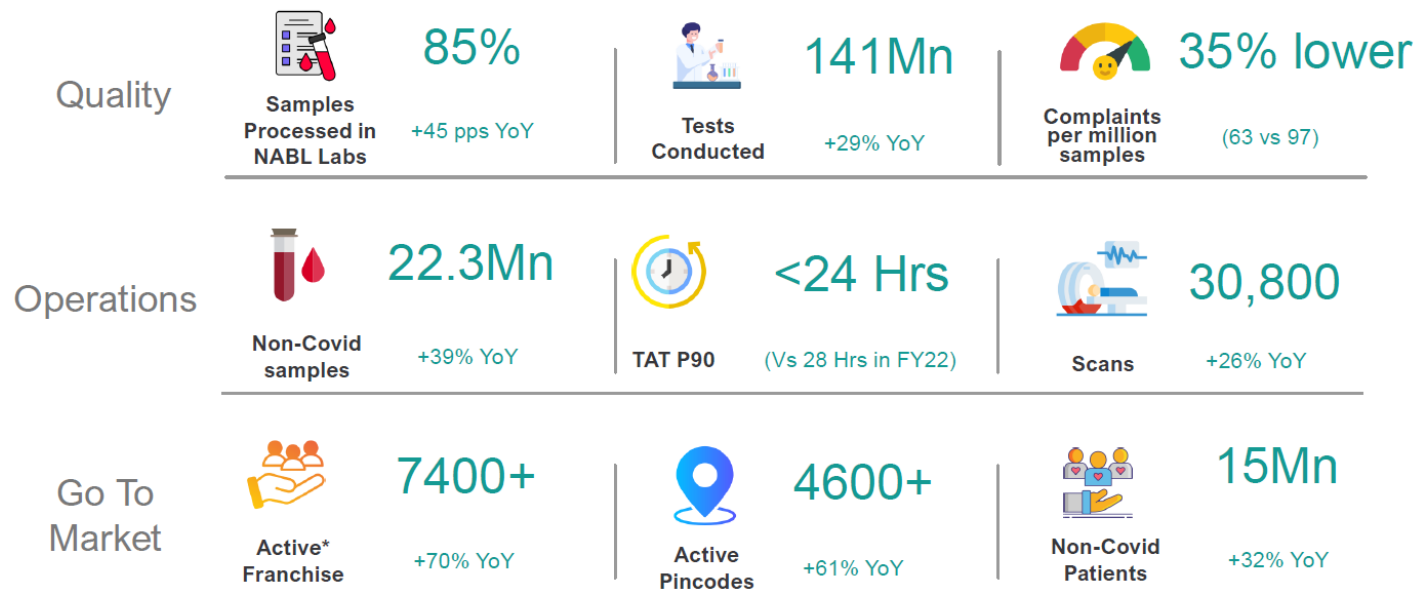 Quality
85%
Samples
Processed in
NABL Labs
+45 pps YoY
141Mn
Tests
Conducted
+29% YoY
35% lower
Complaints
per million
samples
(63 vs 97)
Operations
22.3Mn
Non-Covid
samples
+39% YoY
<24 Hrs
TAT P90
(Vs 28 Hrs in FY22)
30,800
Scans
+26% YoY
Go To
Market
7400+
Active*
Franchise
+70% YoY
4600+
Active
Pincodes
+61% YoY
15Mn
Non-Covid
Patients
+32% YoY